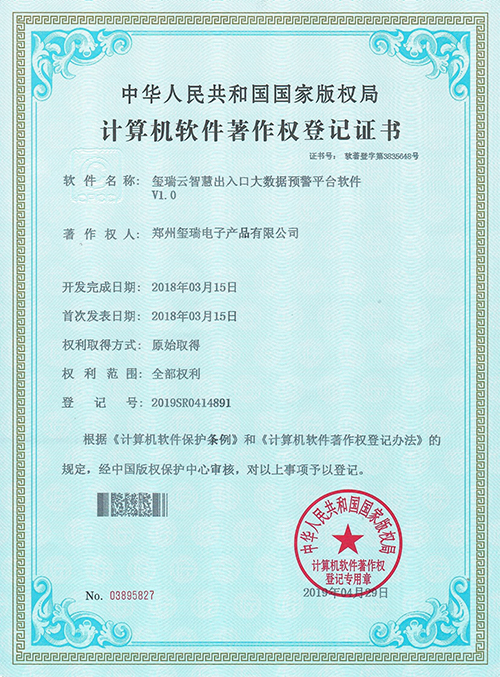 中华人民共和国国家版权局
计算机软件著作权登记证书
证书号： 软著登字第3835648号
软件名称： 玺瑞云智慧出入口大数据预警平台软件
V1.0
著作权人： 郑州玺瑞电子产品有限公司
开发完成日期： 2018年03月15日
首次发表日期： 2018年03月15日
权利取得方式： 原始取得
权利范围： 全部权利
登记号： 2019SR0414891
根据《计算机软件保护条例》和《计算机软件著作权登记办法》的
规定，经中国版权保护中心审核，对以上事项予以登记。
中华人民共和国国家版权局
计算机软件著作权
登记专用章
2019年04月29日
No. 03895827